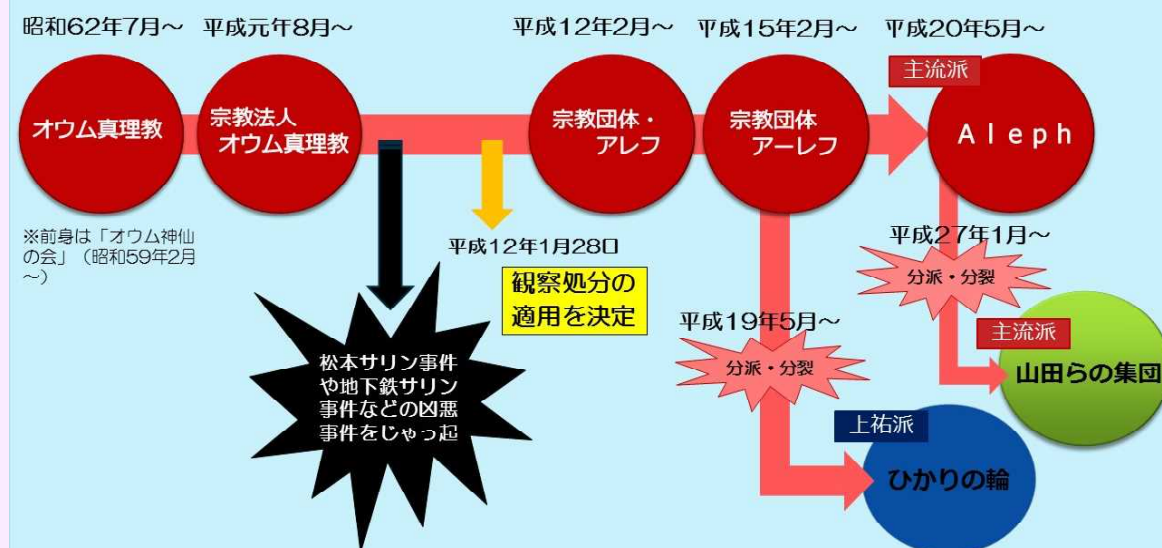 昭和62年7月～
平成元年8月～
平成12年2月～
平成15年2月～
平成20年5月～
主流派
オウム真理教
宗教法人
オウム真理教
宗教団体・
アレフ
宗教団体
アーレフ
Ａｌｅｐｈ
※前身は「オウム神仙
の会」（昭和59年2月
～）
平成12年1月28日
観察処分の
適用を決定
平成27年1月～
分派・分裂
平成19年5月～
分派・分裂
主流派
山田らの集団
松本サリン事件
や地下鉄サリン
事件などの凶悪
事件をじゃっ起
上祐派
ひかりの輪